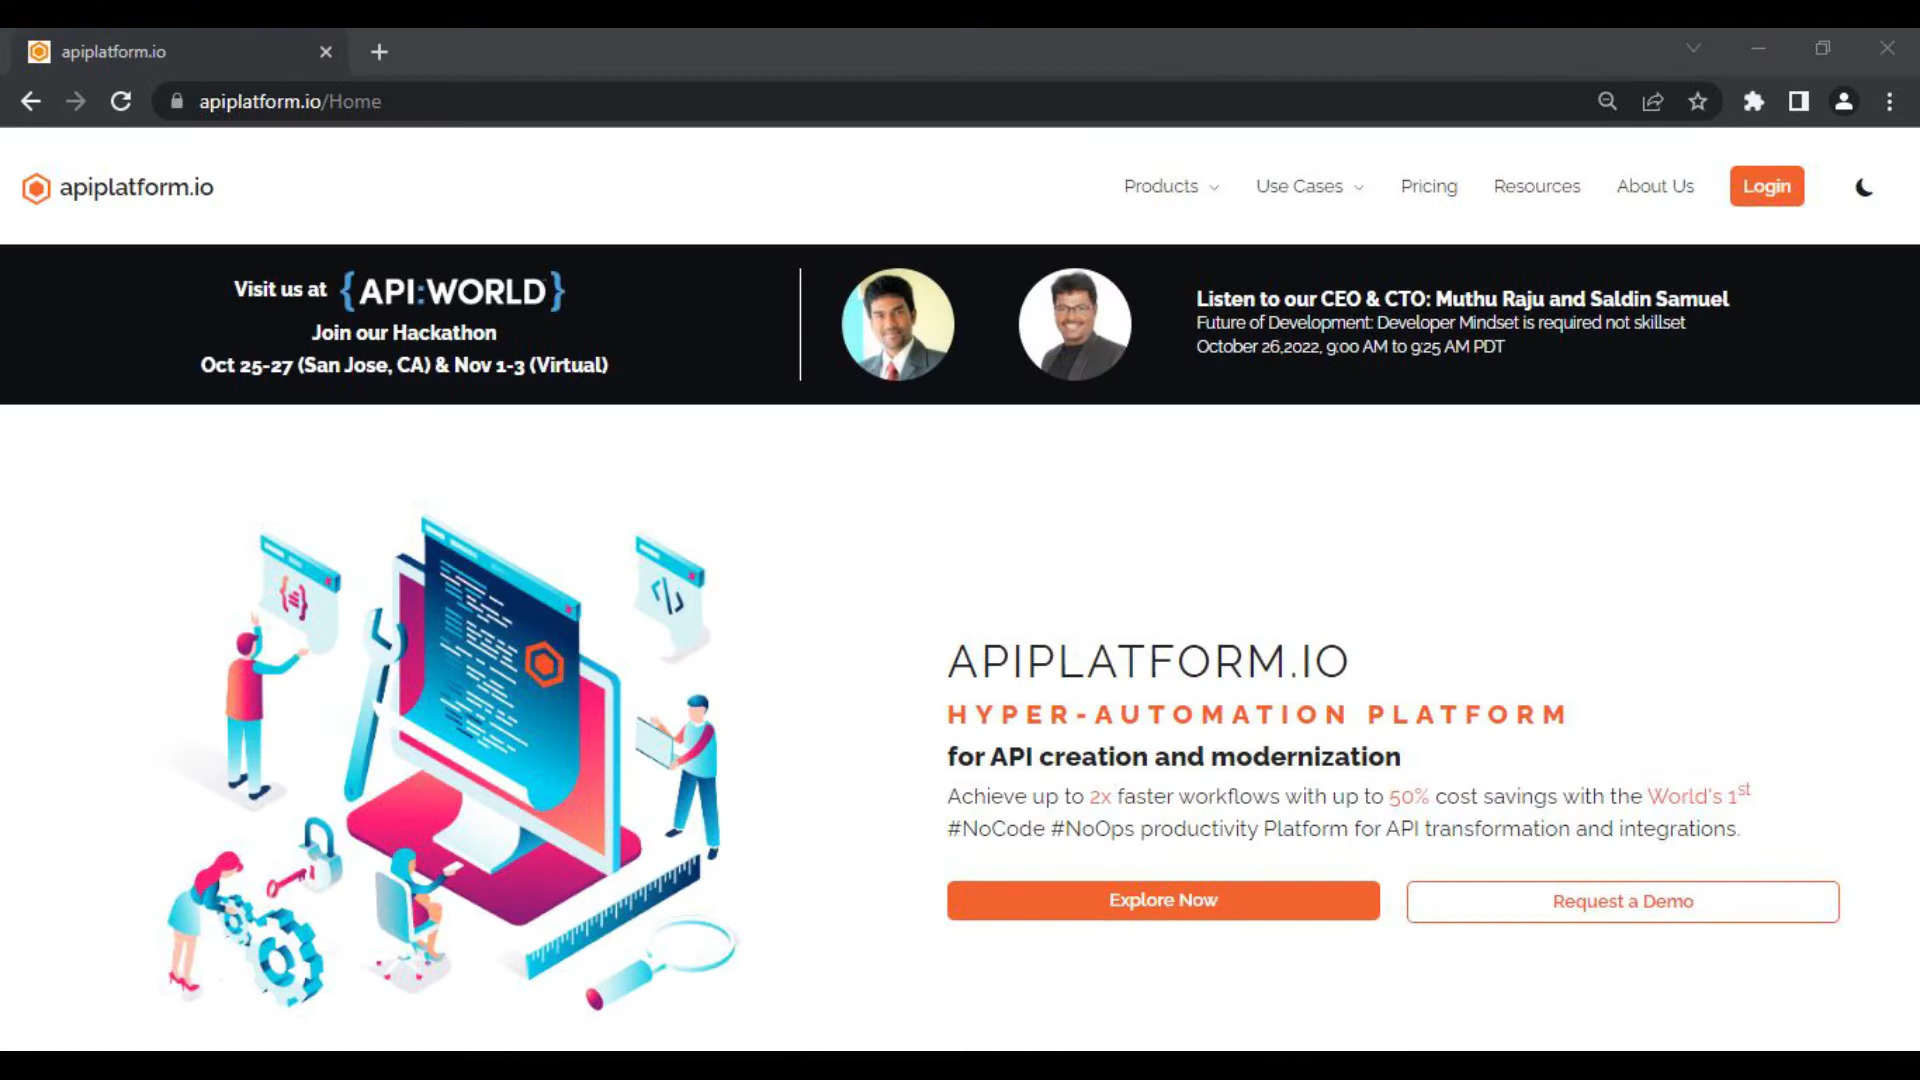 apiplatform.io
apiplatform.io/Home
apiplatform.io
Products
Use Cases
Pricing
Resources
About Us
Login
Visit us at {API:WORLD}
Join our Hackathon
Oct 25-27 (San Jose, CA) & Nov 1-3 (Virtual)
Listen to our CEO & CTO: Muthu Raju and Saldin Samuel
Future of Development: Developer Mindset is required not skillset
October 26,2022, 9:00 AM to 9:25 AM PDT
APIPLATFORM.IO
HYPER-AUTOMATION PLATFORM
for API creation and modernization
Achieve up to 2x faster workflows with up to 50% cost savings with the World's 1st
#NoCode #NoOps productivity Platform for API transformation and integrations.
Explore Now
Request a Demo